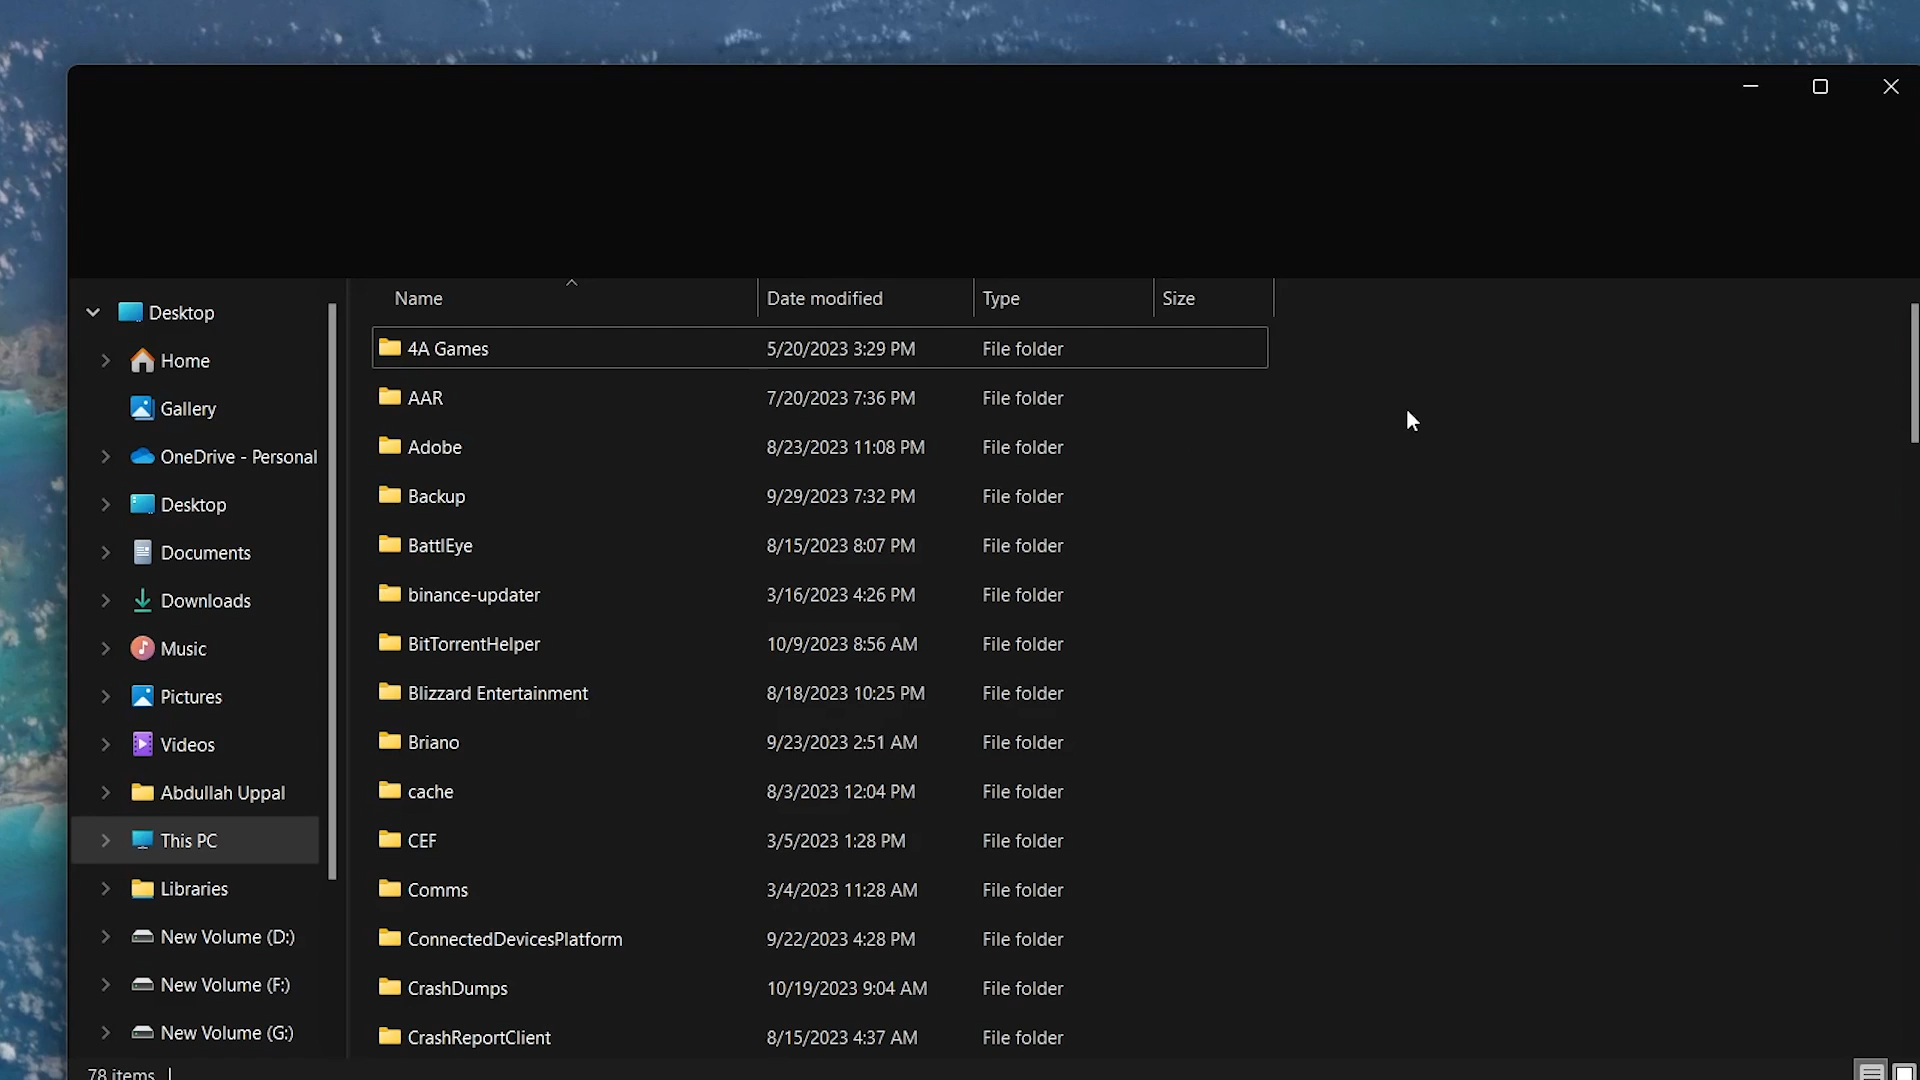 Name Date modified Type Size
Desktop
Home
Gallery
OneDrive - Personal
Desktop
Documents
Downloads
Music
Pictures
Videos
Abdullah Uppal
This PC
Libraries
New Volume (D:)
New Volume (F:)
New Volume (G:)
4A Games 5/20/2023 3:29 PM File folder
AAR 7/20/2023 7:36 PM File folder
Adobe 8/23/2023 11:08 PM File folder
Backup 9/29/2023 7:32 PM File folder
BattlEye 8/15/2023 8:07 PM File folder
binance-updater 3/16/2023 4:26 PM File folder
BitTorrentHelper 10/9/2023 8:56 AM File folder
Blizzard Entertainment 8/18/2023 10:25 PM File folder
Briano 9/23/2023 2:51 AM File folder
cache 8/3/2023 12:04 PM File folder
CEF 3/5/2023 1:28 PM File folder
Comms 3/4/2023 11:28 AM File folder
ConnectedDevicesPlatform 9/22/2023 4:28 PM File folder
CrashDumps 10/19/2023 9:04 AM File folder
CrashReportClient 8/15/2023 4:37 AM File folder
78 items